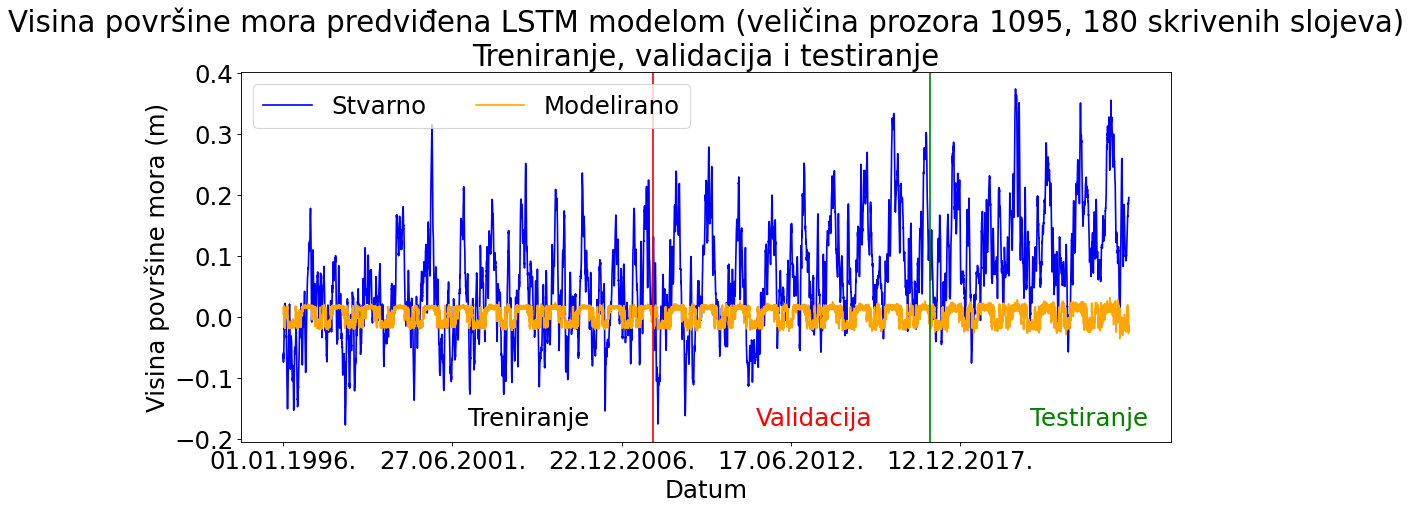 Visina površine mora predviđena LSTM modelom (veličina prozora 1095, 180 skrivenih slojeva)
Treniranje, validacija i testiranje
Stvarno Modelirano
Visina površine mora (m)
0.4
0.3
0.2
0.1
0.0
−0.1
−0.2
Treniranje Validacija Testiranje
01.01.1996. 27.06.2001. 22.12.2006. 17.06.2012. 12.12.2017.
Datum